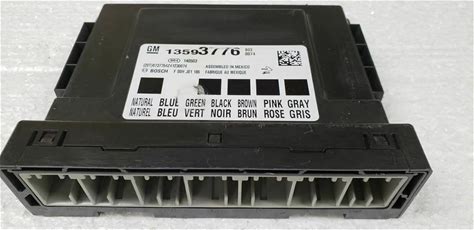 GM 13593776
ASSEMBLED IN MEXICO
BOSCH FABRIQUE AU MEXIQUE
NATURAL BLUE GREEN BLACK BROWN PINK GRAY
NATUREL BLEU VERT NOIR BRUN ROSE GRIS